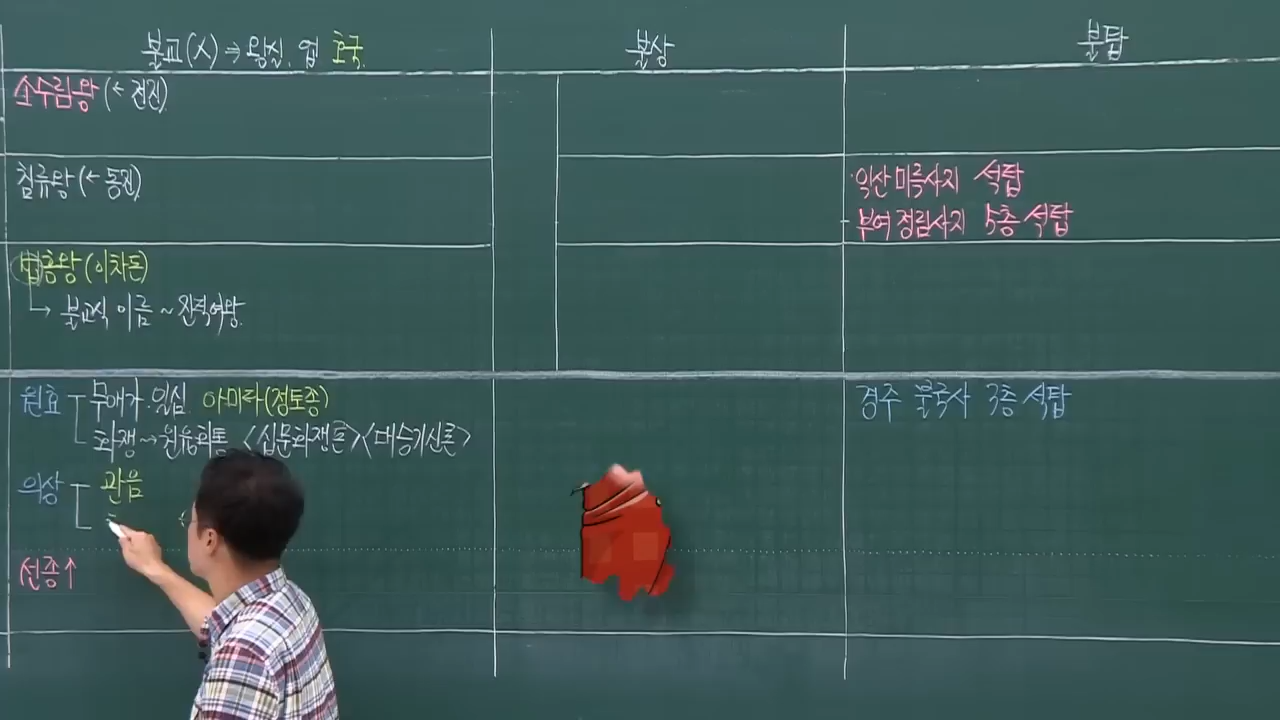 불교(人) ⇒ 왕실. 업 호국.
불상
불탑
소수림왕 (← 전진)
침류왕 (← 동진)
익산 미륵사지 석탑
부여 정림사지 5층 석탑
법흥왕 (이차돈)
→ 불교식 이름 ~ 진덕여왕
원효 무애가. 일심. 아미타(정토종)
경주 불국사 3층 석탑
화쟁 → 원융회통 <십문화쟁론> <대승기신론>
의상 관음
선종↑